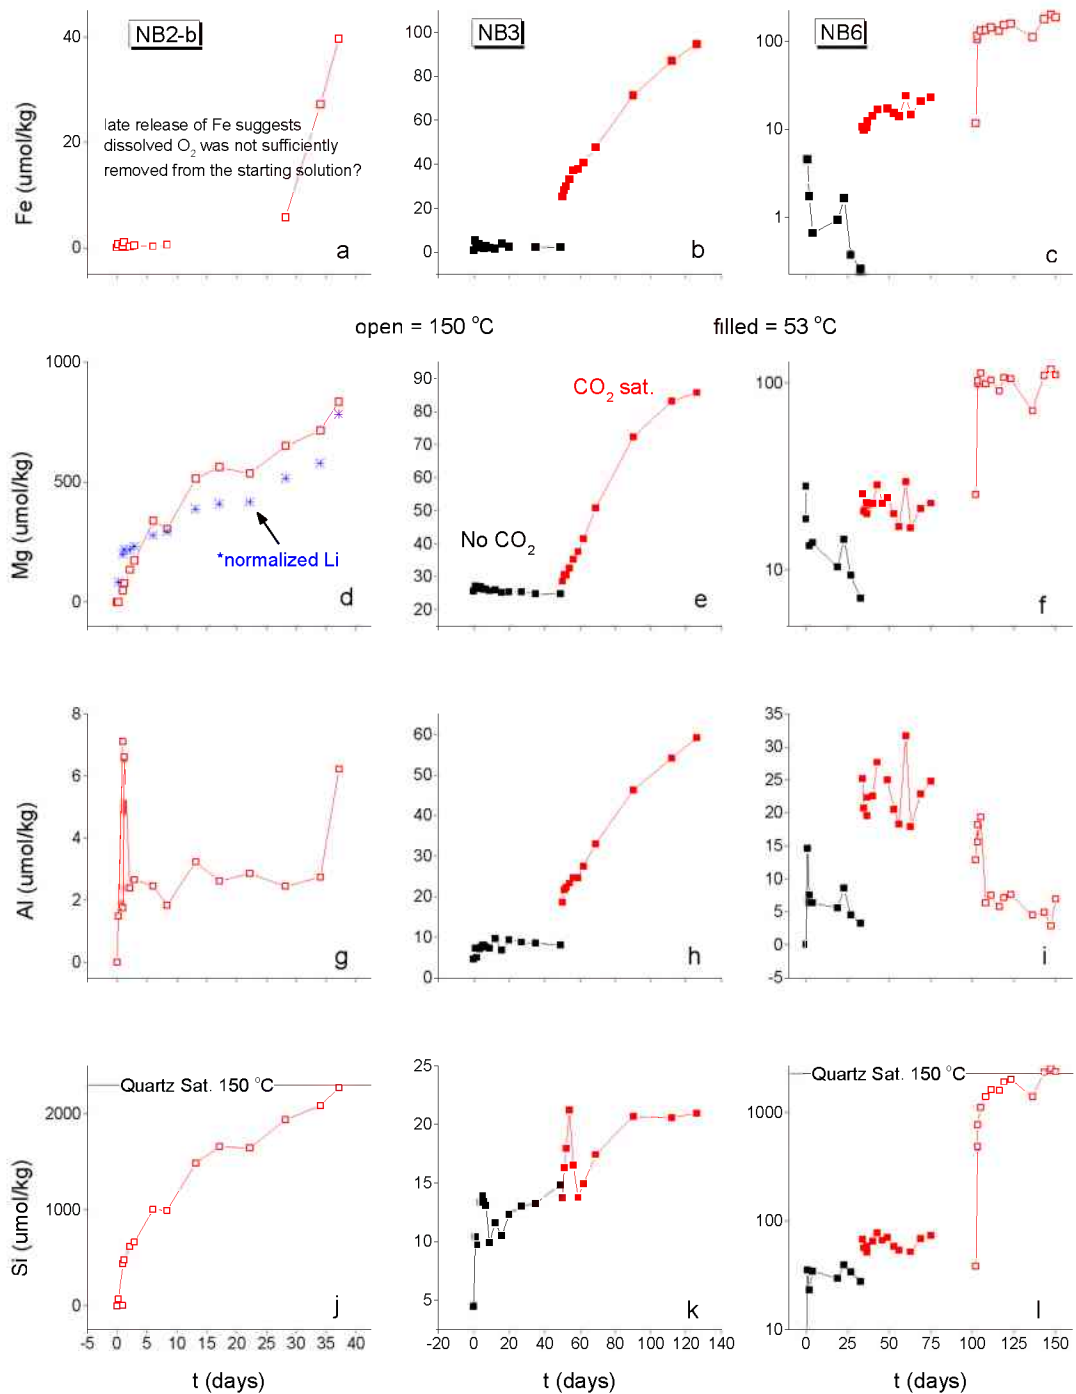 NB2-b
NB3
NB6
Fe (umol/kg)
40
20
0
late release of Fe suggests
dissolved O2 was not sufficiently
removed from the starting solution?
a
100
80
60
40
20
0
b
100
10
1
c
open = 150 °C
filled = 53 °C
Mg (umol/kg)
1000
500
0
*normalized Li
d
90
80
70
60
50
40
30
20
CO2 sat.
No CO2
e
100
10
f
Al (umol/kg)
8
6
4
2
0
g
60
50
40
30
20
10
0
h
35
30
25
20
15
10
5
0
-5
i
Si (umol/kg)
2000
1000
0
Quartz Sat. 150 °C
j
-5 0 5 10 15 20 25 30 35 40
t (days)
25
20
15
10
5
k
-20 0 20 40 60 80 100 120 140
t (days)
1000
100
10
Quartz Sat. 150 °C
l
0 25 50 75 100 125 150
t (days)